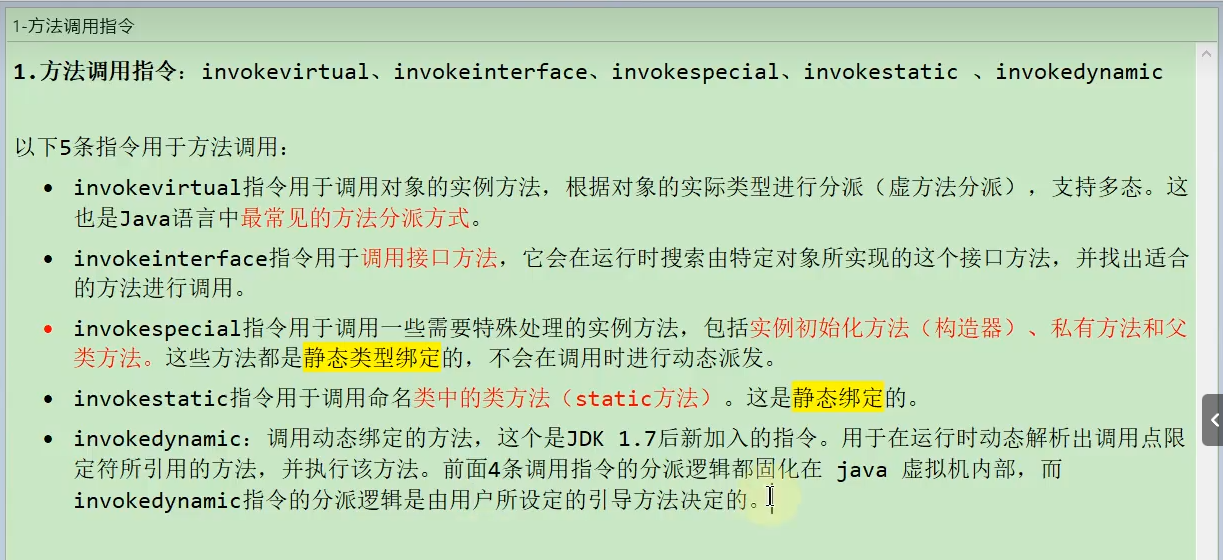 1-方法调用指令
1.方法调用指令：invokevirtual、invokeinterface、invokespecial、invokestatic 、invokedynamic
以下5条指令用于方法调用：
• invokevirtual指令用于调用对象的实例方法，根据对象的实际类型进行分派（虚方法分派），支持多态。这
也是Java语言中最常见的方法分派方式。
• invokeinterface指令用于调用接口方法，它会在运行时搜索由特定对象所实现的这个接口方法，并找出适合
的方法进行调用。
• invokespecial指令用于调用一些需要特殊处理的实例方法，包括实例初始化方法（构造器）、私有方法和父
类方法。这些方法都是静态类型绑定的，不会在调用时进行动态派发。
• invokestatic指令用于调用命名类中的类方法（static方法）。这是静态绑定的。
• invokedynamic：调用动态绑定的方法，这个是JDK 1.7后新加入的指令。用于在运行时动态解析出调用点限
定符所引用的方法，并执行该方法。前面4条调用指令的分派逻辑都固化在 java 虚拟机内部，而
invokedynamic指令的分派逻辑是由用户所设定的引导方法决定的。